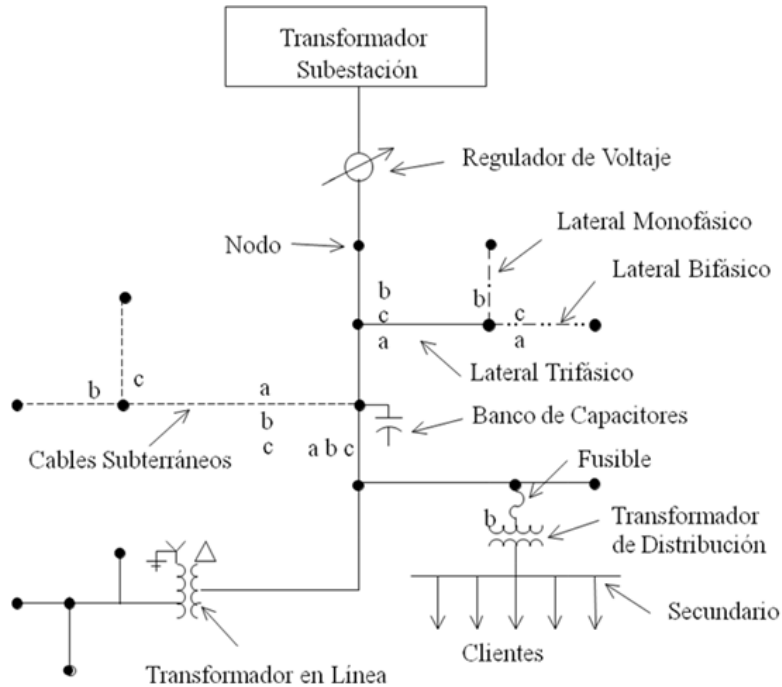 Transformador
Subestación
Regulador de Voltaje
Lateral Monofásico
Nodo
Lateral Bifásico
b
b
c
c
c
a
a
Lateral Trifásico
b
a
b
Banco de Capacitores
Cables Subterráneos
c
a b c
Fusible
b
Transformador
de Distribución
Secundario
Clientes
Transformador en Línea